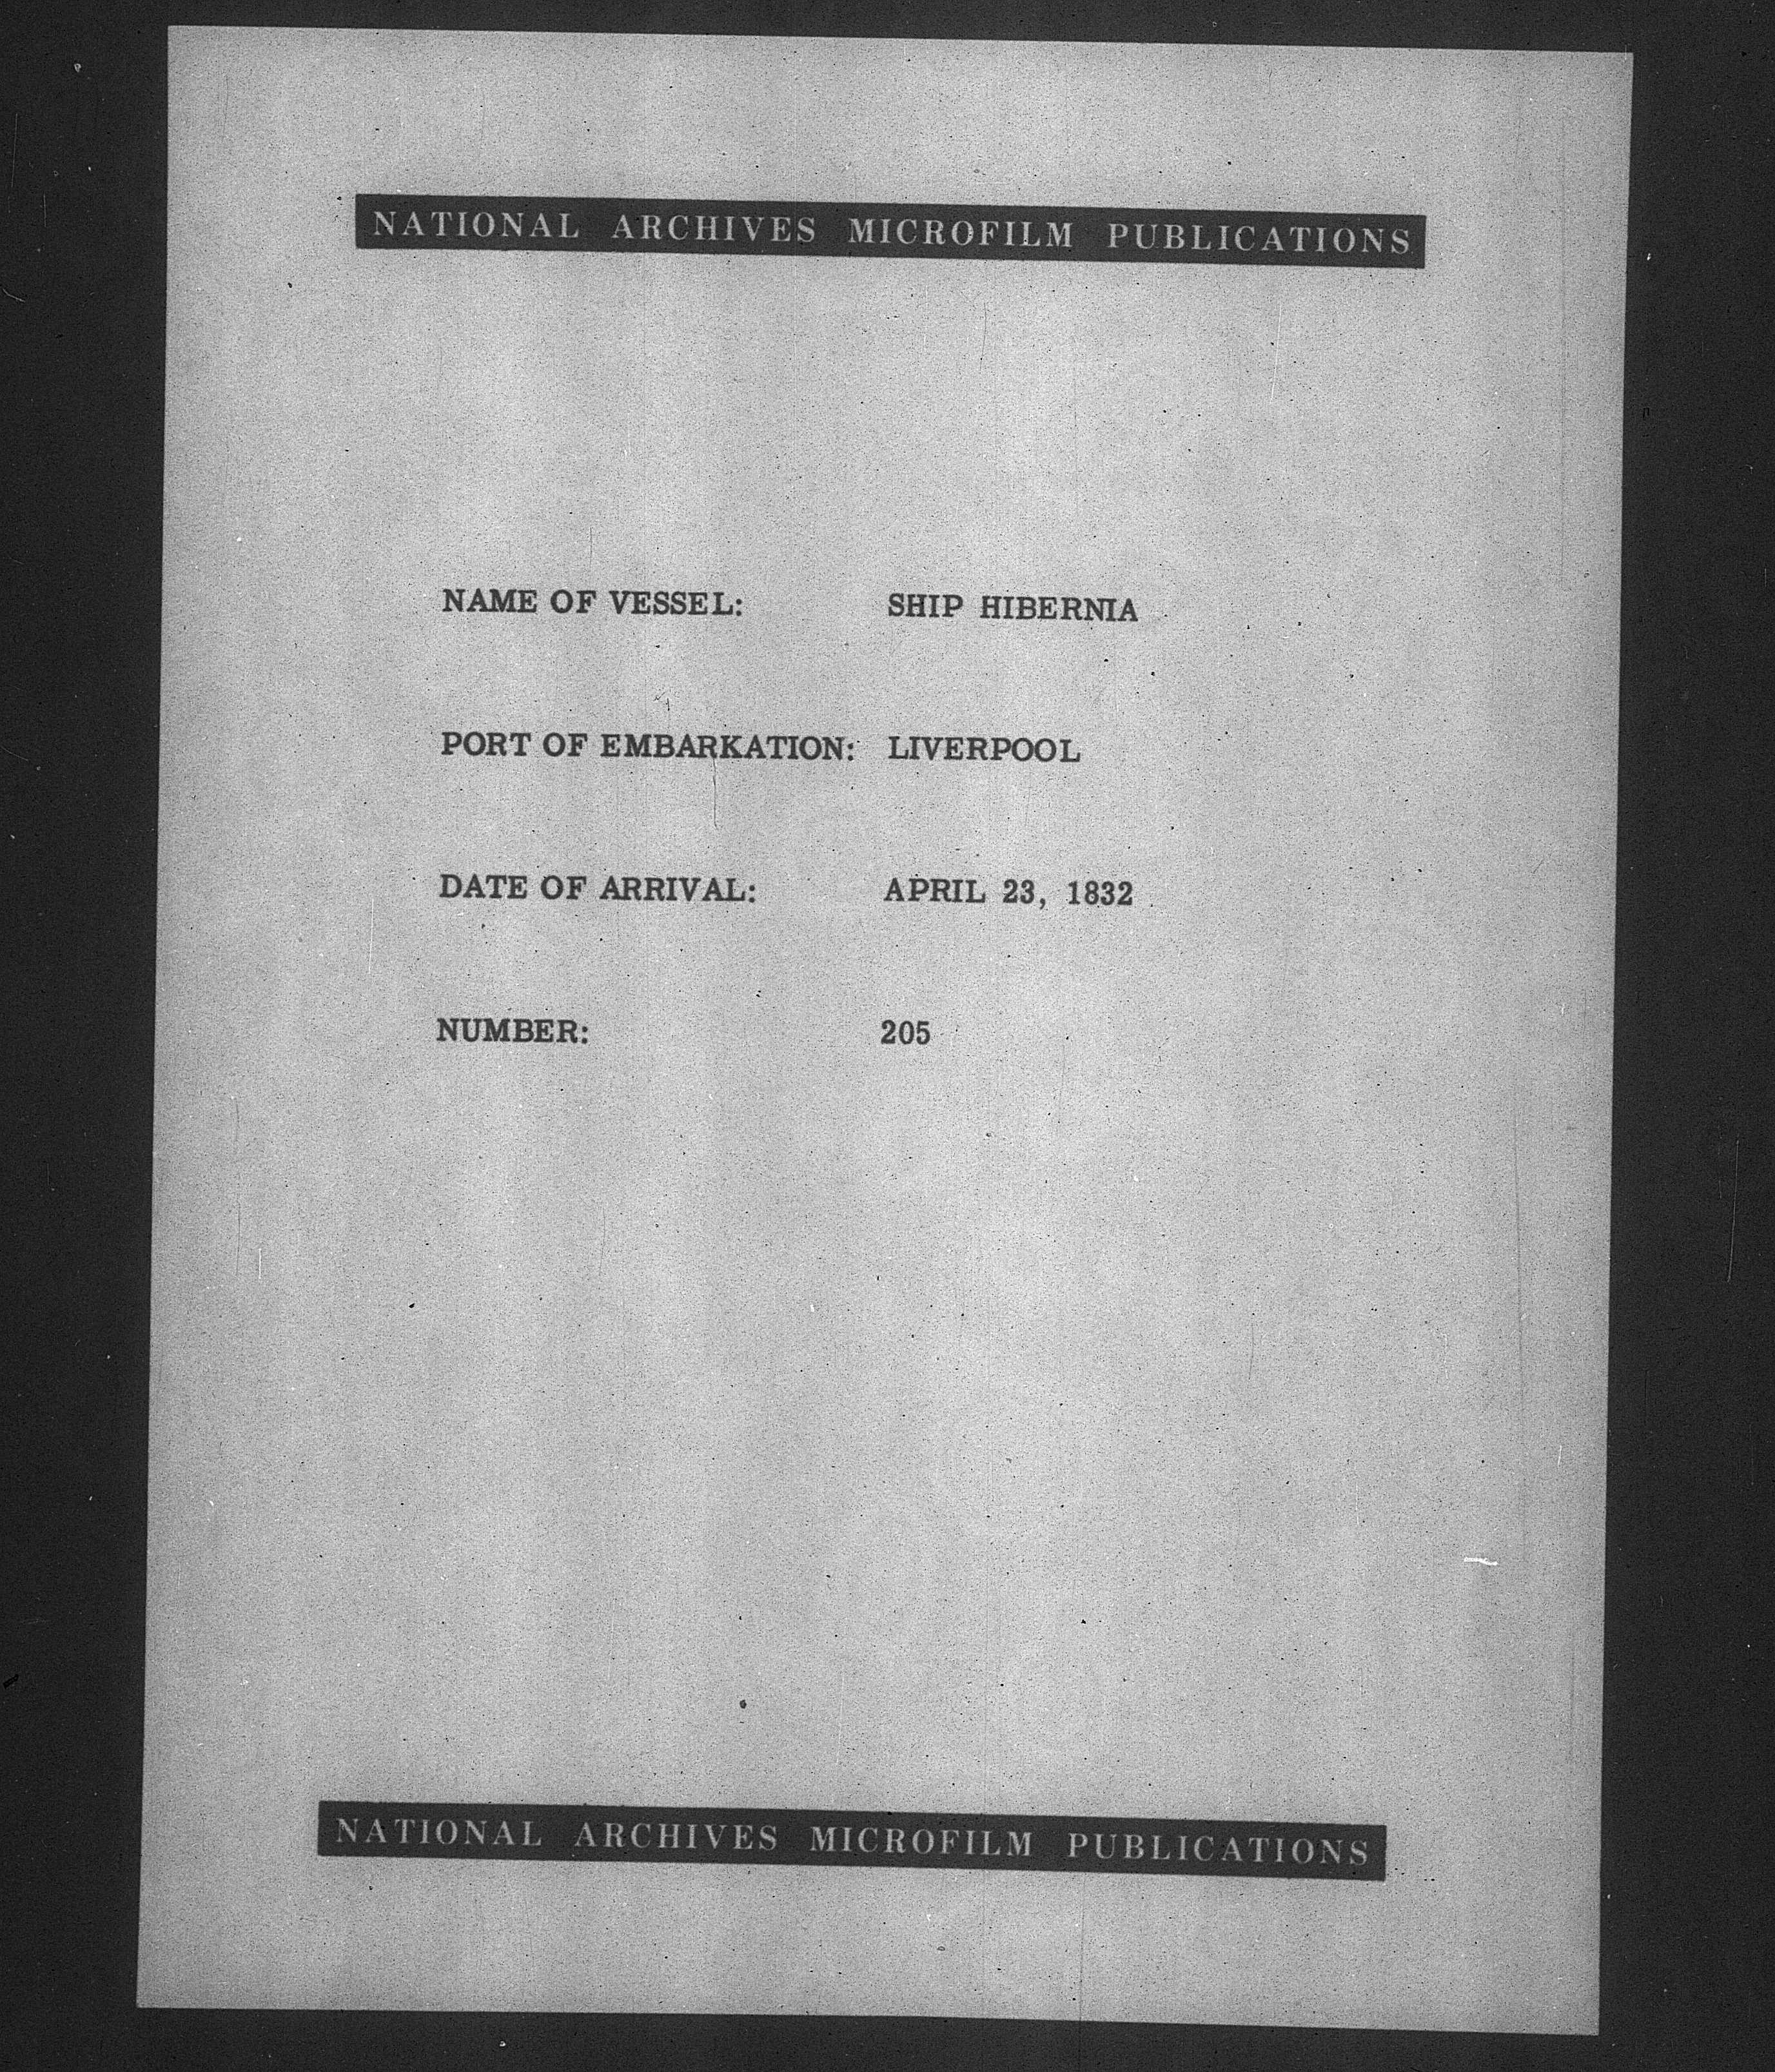 NATIONAL ARCHIVES MICROFILM PUBLICATIONS
NAME OF VESSEL: SHIP HIBERNIA
PORT OF EMBARKATION: LIVERPOOL
DATE OF ARRIVAL: APRIL 23, 1832
NUMBER: 205
NATIONAL ARCHIVES MICROFILM PUBLICATIONS